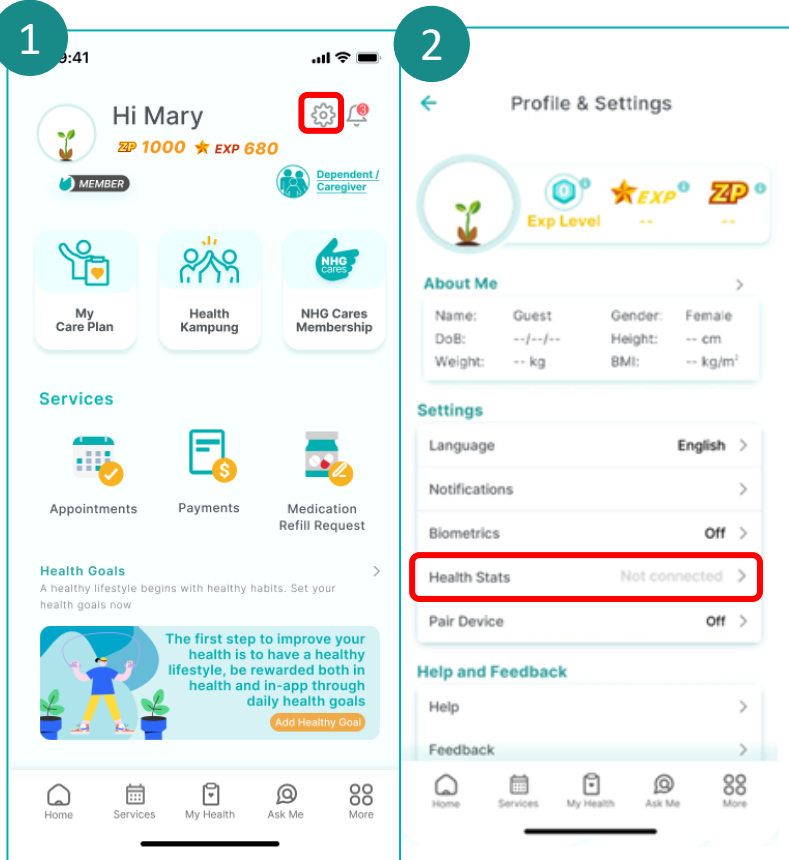 1
9:41
Hi Mary
3
ZP 1000 EXP 680
MEMBER
Dependent /
Caregiver
NHG
cares
My
Care Plan
Health
Kampung
NHG Cares
Membership
Services
Appointments
Payments
Medication
Refill Request
Health Goals
A healthy lifestyle begins with healthy habits. Set your
health goals now
The first step to improve your
health is to have a healthy
lifestyle, be rewarded both in
health and in-app through
daily health goals
Add Healthy Goal
Home Services My Health Ask Me More
2
Profile & Settings
0
Exp Level
EXP
--
ZP
--
About Me
Name: Guest Gender: Female
DoB: --/--/-- Height: -- cm
Weight: -- kg BMI: -- kg/m²
Settings
Language English
Notifications
Biometrics Off
Health Stats Not connected
Pair Device Off
Help and Feedback
Help
Feedback
Home Services My Health Ask Me More